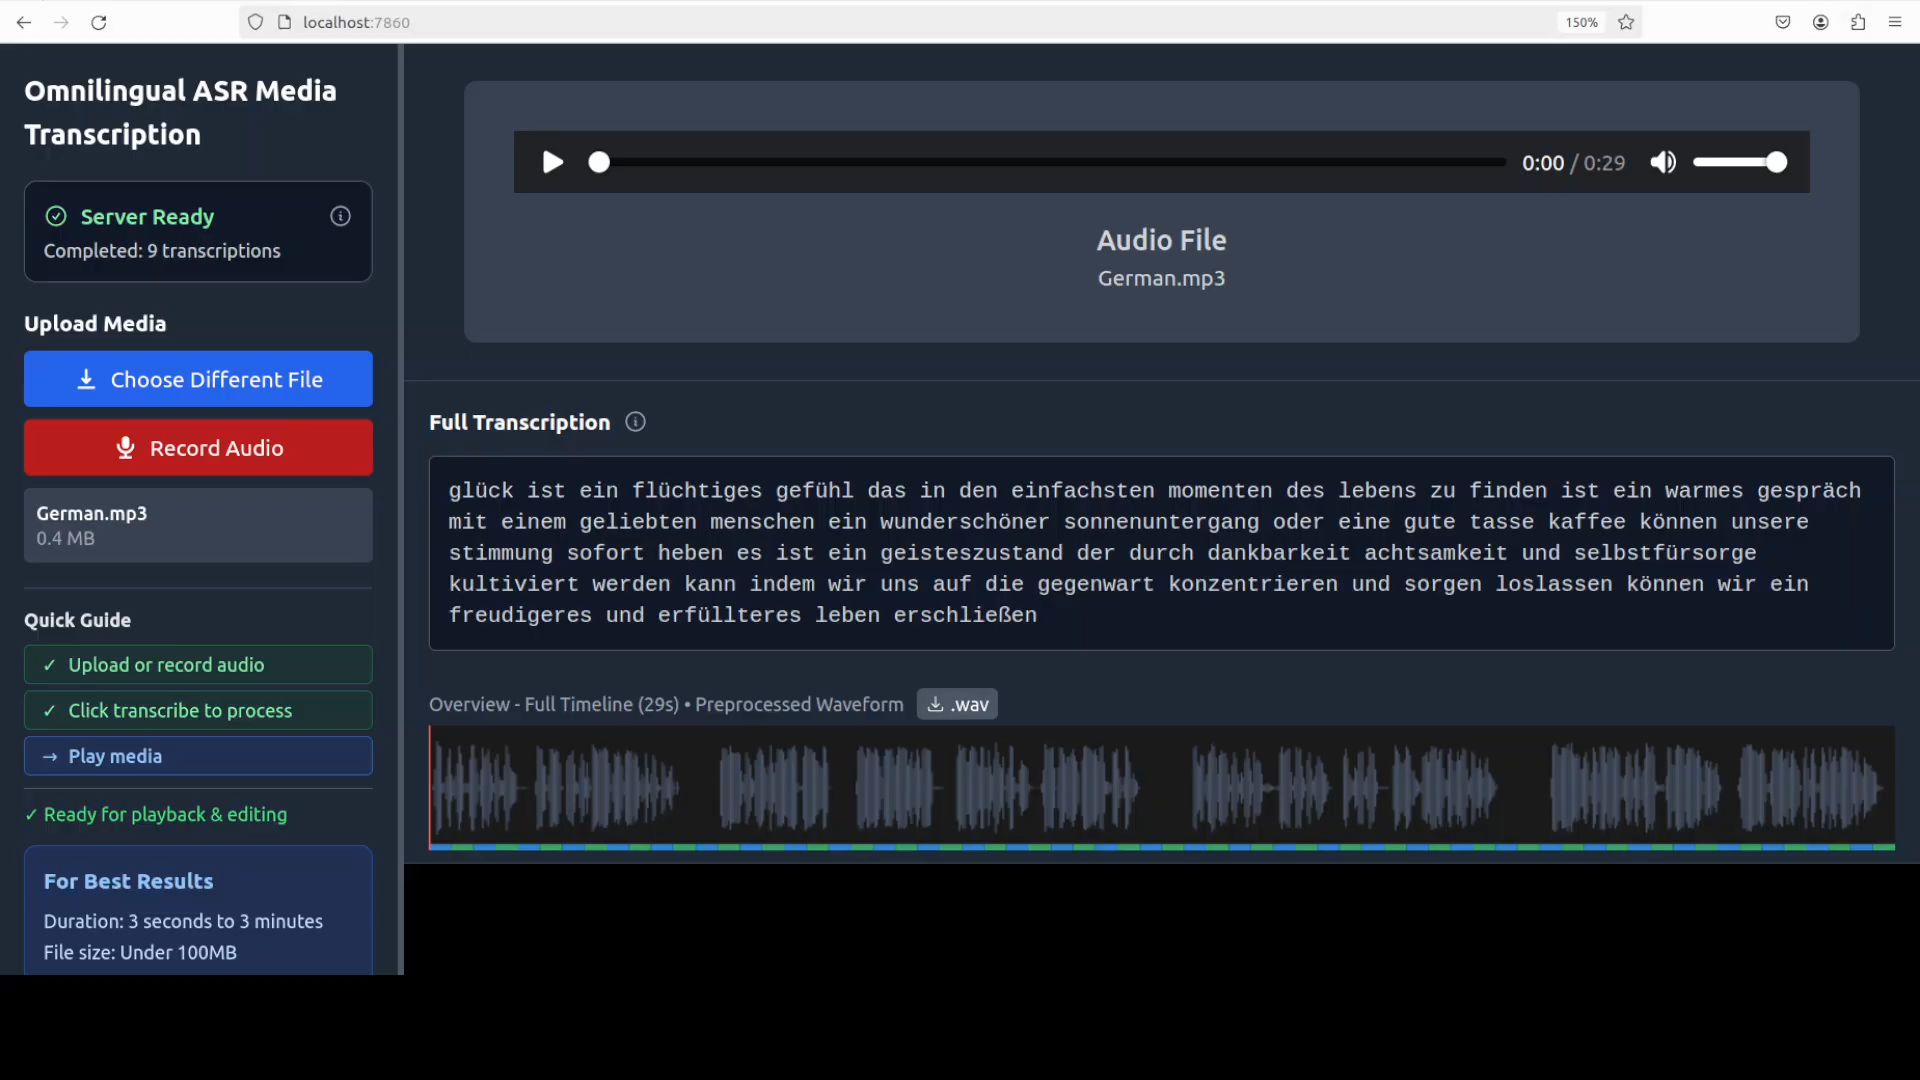 localhost:7860
150%
Omnilingual ASR Media
Transcription
Server Ready
Completed: 9 transcriptions
Upload Media
Choose Different File
Record Audio
German.mp3
0.4 MB
Quick Guide
✓ Upload or record audio
✓ Click transcribe to process
→ Play media
✓ Ready for playback & editing
For Best Results
Duration: 3 seconds to 3 minutes
File size: Under 100MB
0:00 / 0:29
Audio File
German.mp3
Full Transcription
glück ist ein flüchtiges gefühl das in den einfachsten momenten des lebens zu finden ist ein warmes gespräch
mit einem geliebten menschen ein wunderschöner sonnenuntergang oder eine gute tasse kaffee können unsere
stimmung sofort heben es ist ein geisteszustand der durch dankbarkeit achtsamkeit und selbstfürsorge
kultiviert werden kann indem wir uns auf die gegenwart konzentrieren und sorgen loslassen können wir ein
freudigeres und erfüllteres leben erschließen
Overview - Full Timeline (29s) • Preprocessed Waveform .wav